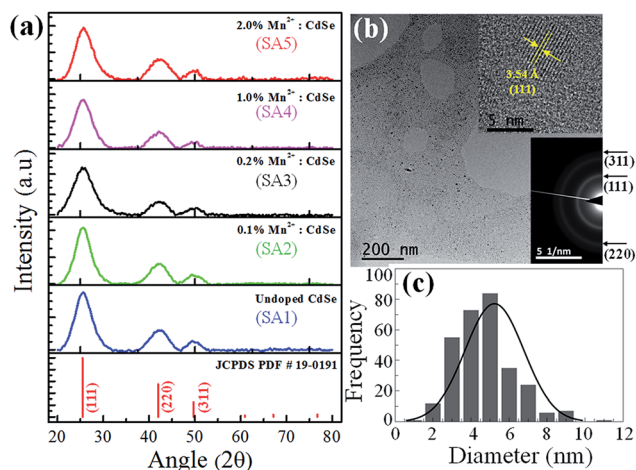 (a)
2.0% Mn²⁺ : CdSe
(SA5)
1.0% Mn²⁺ : CdSe
(SA4)
0.2% Mn²⁺ : CdSe
(SA3)
0.1% Mn²⁺ : CdSe
(SA2)
Undoped CdSe
(SA1)
JCPDS PDF # 19-0191
(111)
(220)
(311)
20 30 40 50 60 70 80
Angle (2θ)
Intensity (a.u)
(b)
3.54 Å
(111)
5 nm
200 nm
(311)
(111)
(220)
5 1/nm
(c)
100
80
60
40
20
0
0 2 4 6 8 10 12
Diameter (nm)
Frequency